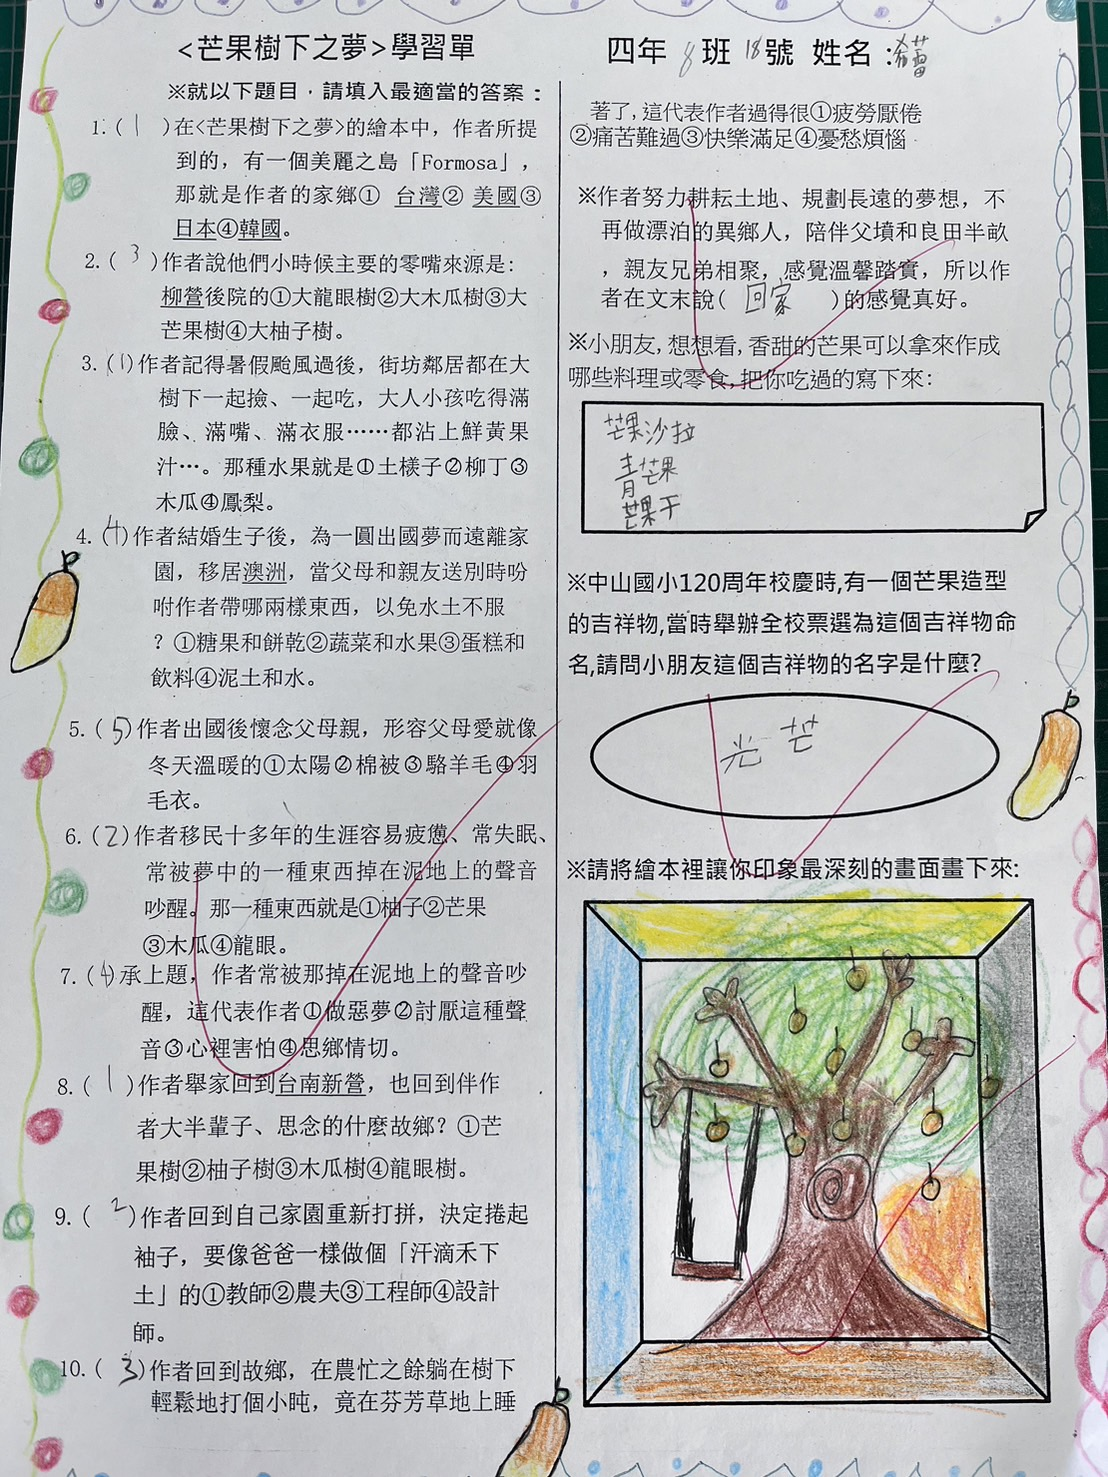 <芒果樹下之夢>學習單
四年 8 班 18 號 姓名:
※就以下題目，請填入最適當的答案：
1.( 1 )在<芒果樹下之夢>的繪本中，作者所提
到的，有一個美麗之島「Formosa」，
那就是作者的家鄉① 台灣② 美國③
日本④韓國。
2.( 3 )作者說他們小時候主要的零嘴來源是:
柳營後院的①大龍眼樹②大木瓜樹③大
芒果樹④大柚子樹。
3.(1)作者記得暑假颱風過後，街坊鄰居都在大
樹下一起撿、一起吃，大人小孩吃得滿
臉、滿嘴、滿衣服……都沾上鮮黃果
汁…。那種水果就是①土檨子②柳丁③
木瓜④鳳梨。
4.(4)作者結婚生子後，為一圓出國夢而遠離家
園，移居澳洲，當父母和親友送別時吩
咐作者帶哪兩樣東西，以免水土不服
？①糖果和餅乾②蔬菜和水果③蛋糕和
飲料④泥土和水。
5.(5)作者出國後懷念父母親，形容父母愛就像
冬天溫暖的①太陽②棉被③駱羊毛④羽
毛衣。
6.(2)作者移民十多年的生涯容易疲憊、常失眠、
常被夢中的一種東西掉在泥地上的聲音
吵醒。那一種東西就是①柚子②芒果
③木瓜④龍眼。
7.(4)承上題，作者常被那掉在泥地上的聲音吵
醒，這代表作者①做惡夢②討厭這種聲
音③心裡害怕④思鄉情切。
8.( 1 )作者舉家回到台南新營，也回到伴作
者大半輩子、思念的什麼故鄉？①芒
果樹②柚子樹③木瓜樹④龍眼樹。
9.( 2 )作者回到自己家園重新打拼，決定捲起
袖子，要像爸爸一樣做個「汗滴禾下
土」的①教師②農夫③工程師④設計
師。
10.( 3 )作者回到故鄉，在農忙之餘躺在樹下
輕鬆地打個小盹，竟在芬芳草地上睡
著了,這代表作者過得很①疲勞厭倦
②痛苦難過③快樂滿足④憂愁煩惱
※作者努力耕耘土地、規劃長遠的夢想，不
再做漂泊的異鄉人，陪伴父墳和良田半畝
，親友兄弟相聚，感覺溫馨踏實，所以作
者在文末說( 回家 )的感覺真好。
※小朋友,想想看,香甜的芒果可以拿來作成
哪些料理或零食,把你吃過的寫下來:
芒果沙拉
青芒果
芒果干
※中山國小120周年校慶時,有一個芒果造型
的吉祥物,當時舉辦全校票選為這個吉祥物命
名,請問小朋友這個吉祥物的名字是什麼?
光芒
※請將繪本裡讓你印象最深刻的畫面畫下來: